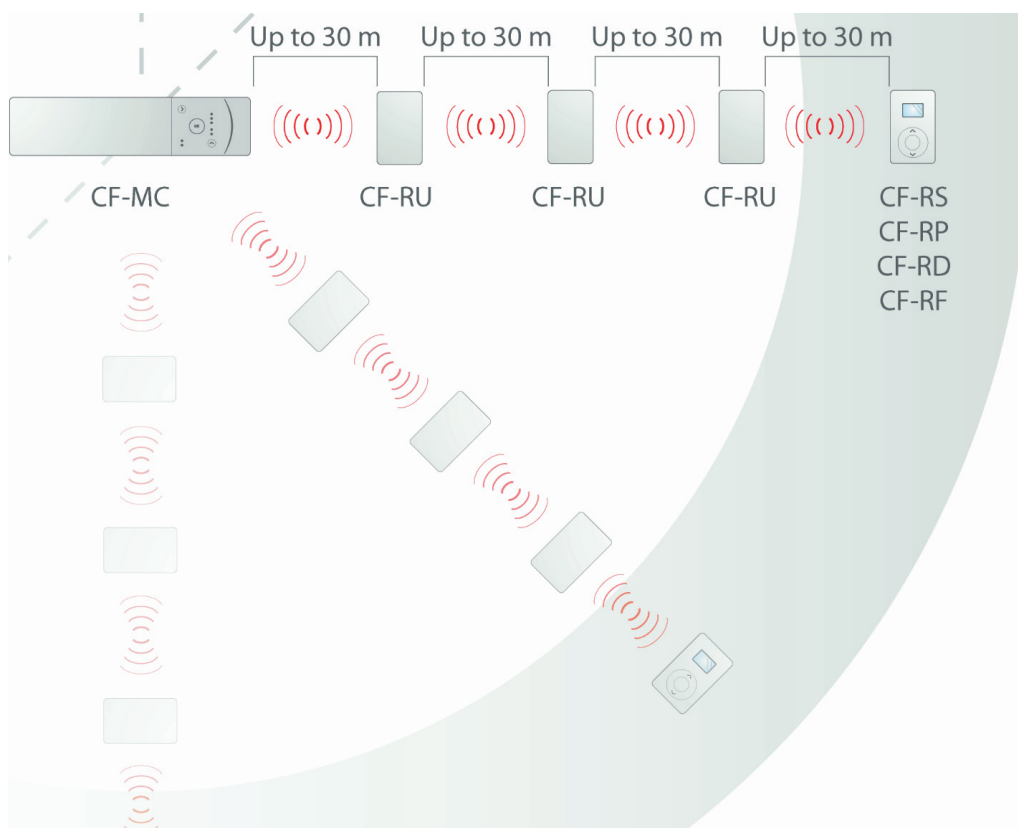 Up to 30 m Up to 30 m Up to 30 m Up to 30 m
CF-MC CF-RU CF-RU CF-RU CF-RS
CF-RP
CF-RD
CF-RF